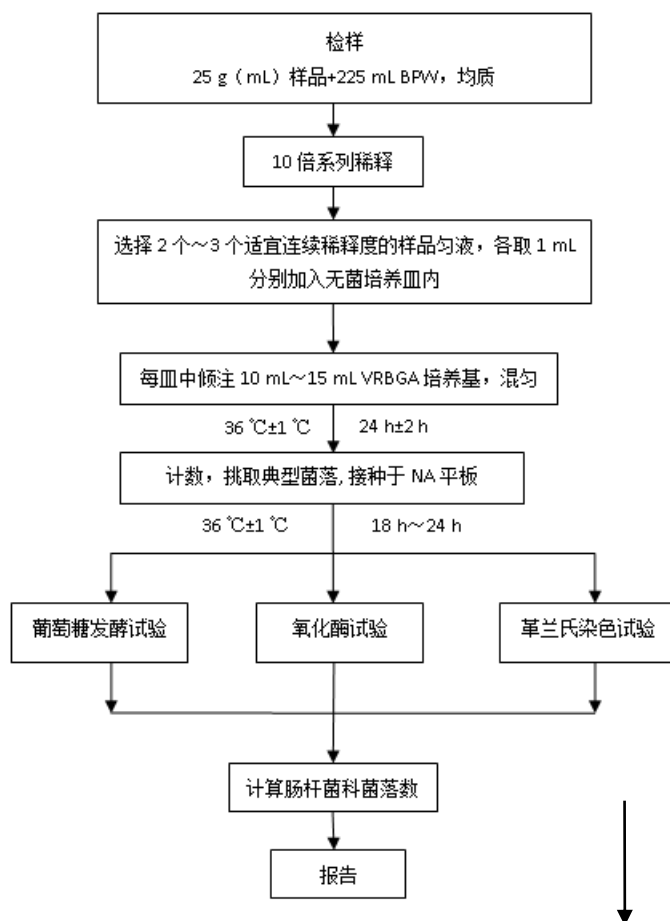 检样
25 g（mL）样品+225 mL BPW，均质
10 倍系列稀释
选择 2 个～3 个适宜连续稀释度的样品匀液，各取 1 mL
分别加入无菌培养皿内
每皿中倾注 10 mL～15 mL VRBGA 培养基，混匀
36 ℃±1 ℃ 24 h±2 h
计数，挑取典型菌落, 接种于 NA 平板
36 ℃±1 ℃ 18 h～24 h
葡萄糖发酵试验 氧化酶试验 革兰氏染色试验
计算肠杆菌科菌落数
报告